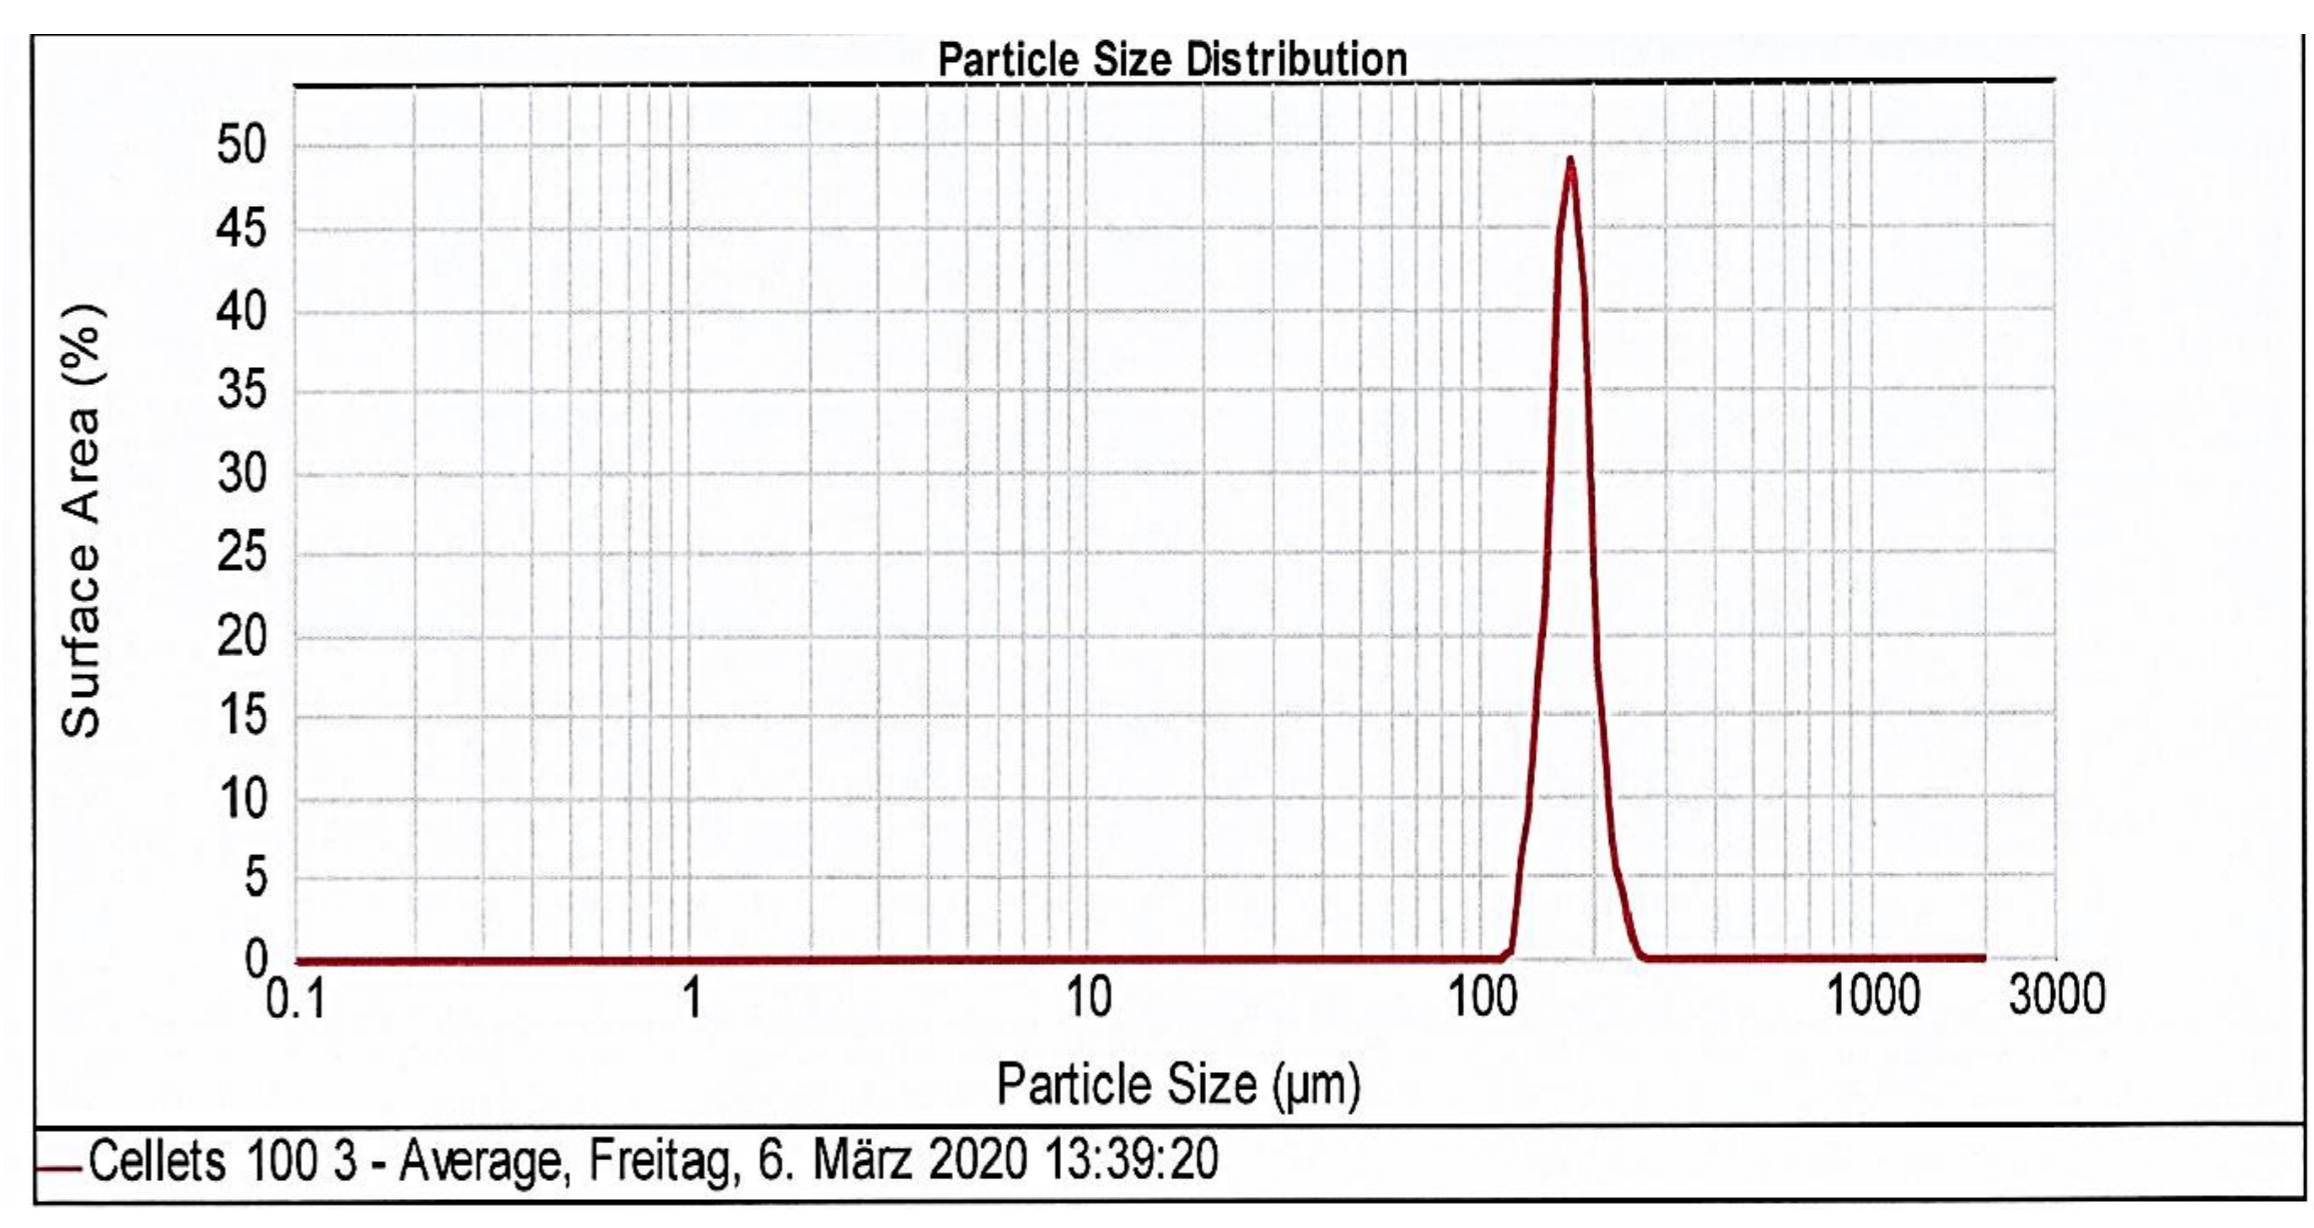 Particle Size Distribution
50
45
40
35
30
25
20
15
10
5
0
Surface Area (%)
0.1 1 10 100 1000 3000
Particle Size (µm)
Cellets 100 3 - Average, Freitag, 6. März 2020 13:39:20